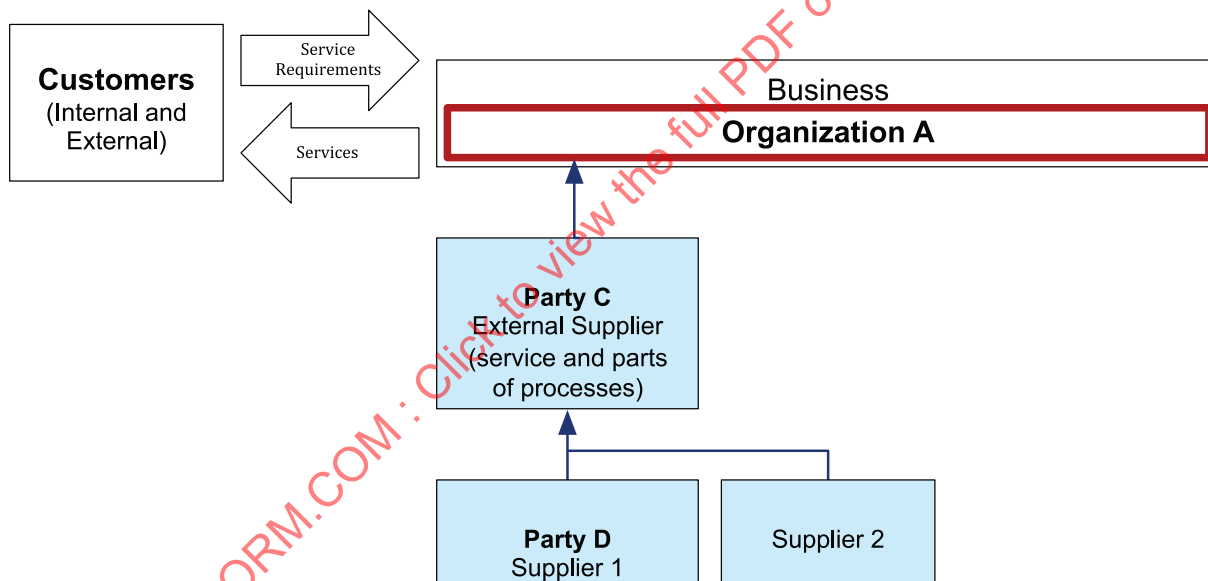 Customers
(Internal and
External)
Service
Requirements
Services
Business
Organization A
Party C
External Supplier
(service and parts
of processes)
Party D
Supplier 1
Supplier 2
ORM.COM : Click to view the full PDF o